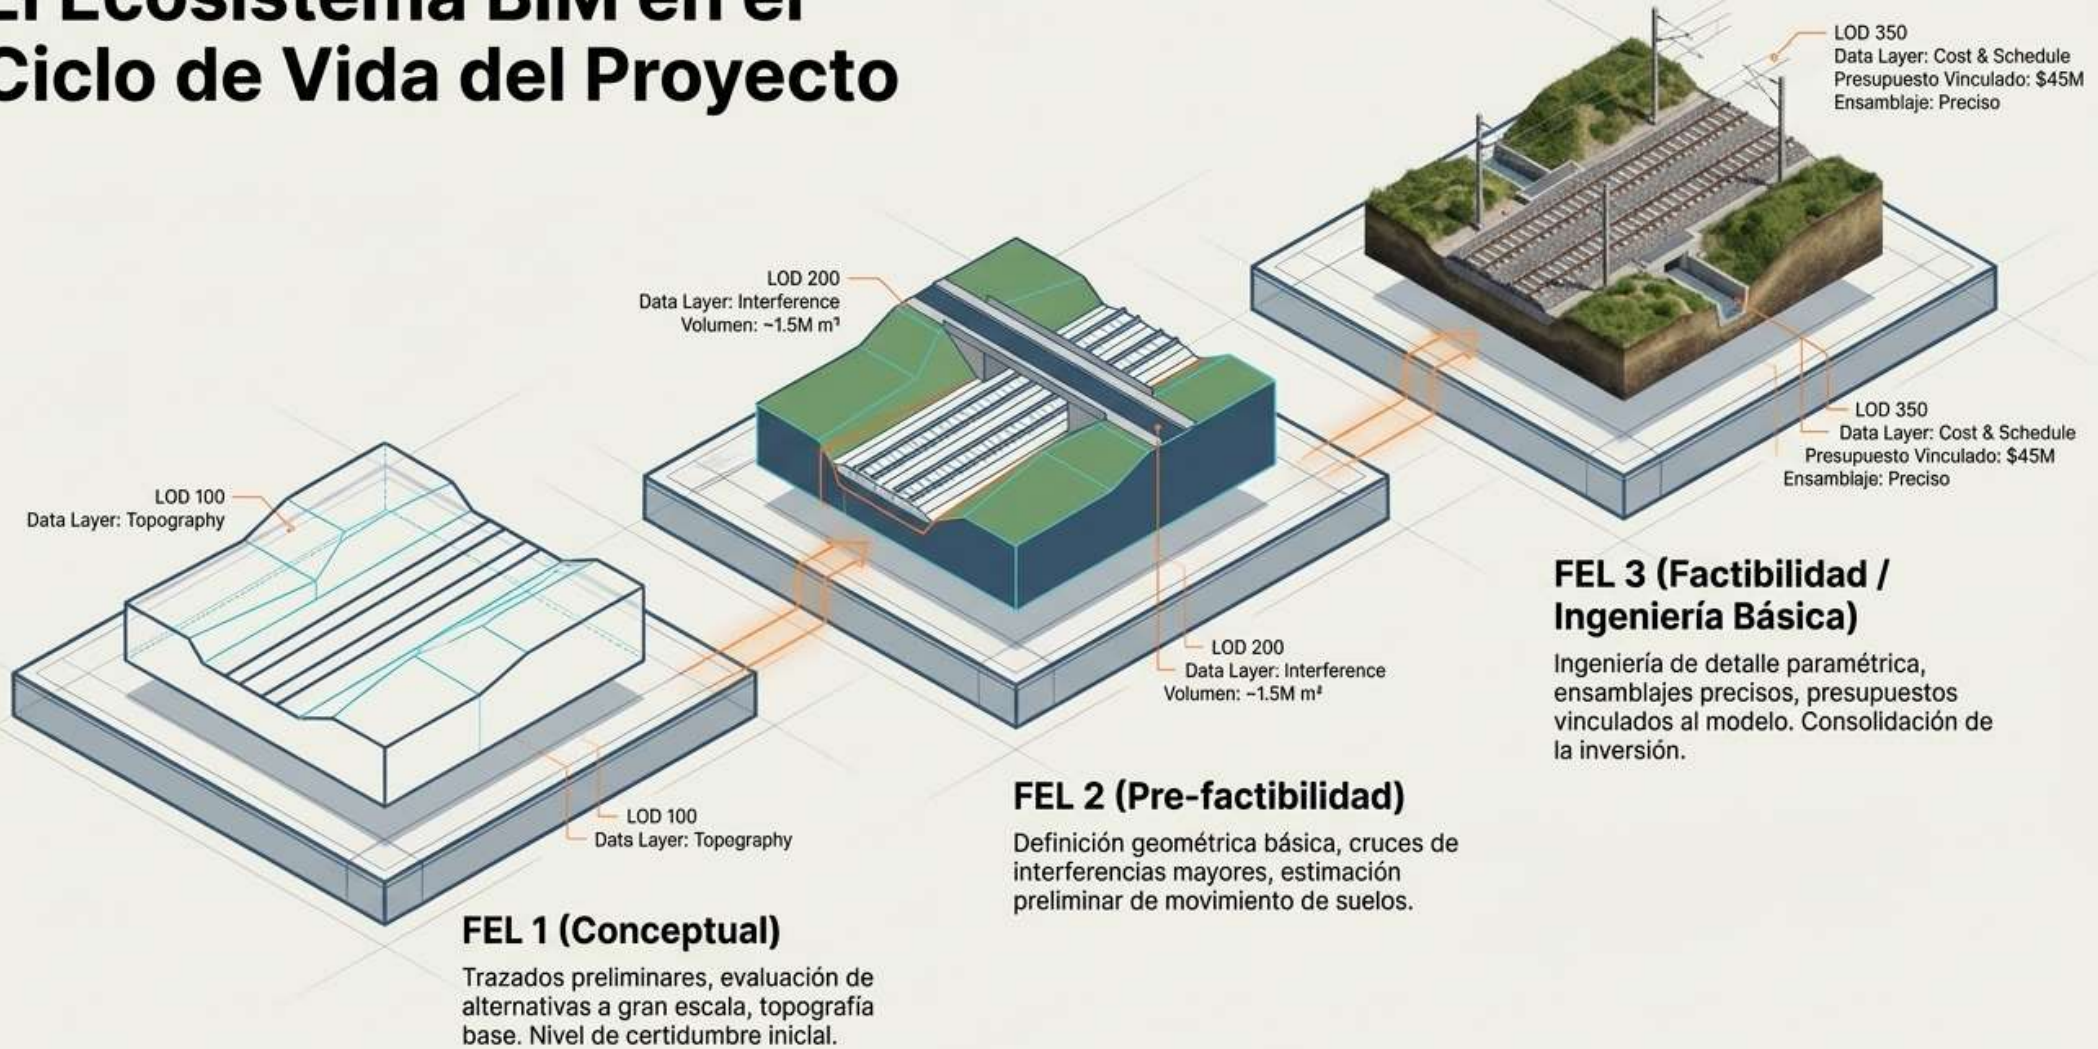 El Ecosistema BIM en el
Ciclo de Vida del Proyecto
LOD 350
Data Layer: Cost & Schedule
Presupuesto Vinculado: $45M
Ensamblaje: Preciso
LOD 200
Data Layer: Interference
Volumen: ~1.5M m³
LOD 350
Data Layer: Cost & Schedule
Presupuesto Vinculado: $45M
Ensamblaje: Preciso
LOD 100
Data Layer: Topography
LOD 200
Data Layer: Interference
Volumen: ~1.5M m²
FEL 3 (Factibilidad /
Ingeniería Básica)
Ingeniería de detalle paramétrica,
ensamblajes precisos, presupuestos
vinculados al modelo. Consolidación de
la inversión.
LOD 100
Dats Layer: Topography
FEL 2 (Pre-factibilidad)
Definición geométrica básica, cruces de
interferencias mayores, estimación
preliminar de movimiento de suelos.
FEL 1 (Conceptual)
Trazados preliminares, evaluación de
alternativas a gran escala, topografía
base. Nivel de certidumbre inicial.